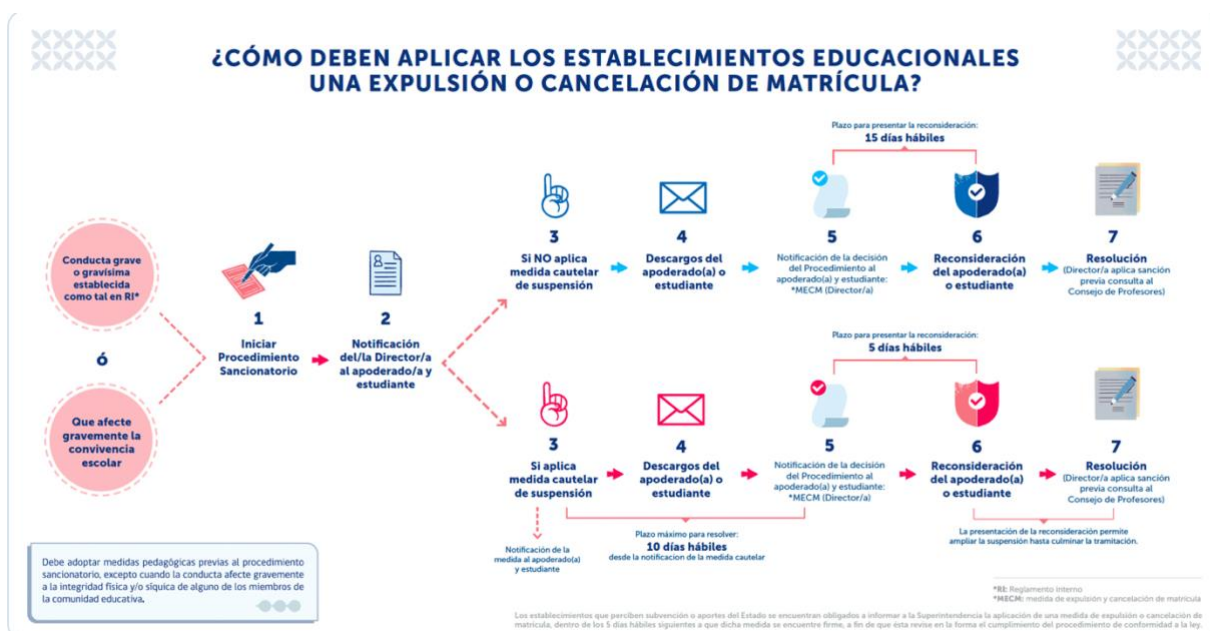 ¿CÓMO DEBEN APLICAR LOS ESTABLECIMIENTOS EDUCACIONALES
UNA EXPULSIÓN O CANCELACIÓN DE MATRÍCULA?
Conducta grave
o gravísima
establecida
como tal en RI*
ó
Que afecte
gravemente la
convivencia
escolar
1
Iniciar
Procedimiento
Sancionatorio
2
Notificación
del/la Director/a
al apoderado/a y
estudiante
3
Si NO aplica
medida cautelar
de suspensión
4
Descargos del
apoderado(a) o
estudiante
Plazo para presentar la reconsideración:
15 días hábiles
5
Notificación de la decisión
del Procedimiento al
apoderado(a) y estudiante:
*MECM (Director/a)
6
Reconsideración
del apoderado(a)
o estudiante
7
Resolución
(Director/a aplica sanción
previa consulta al
Consejo de Profesores)
3
Si aplica
medida cautelar
de suspensión
Notificación de la
medida al apoderado(a)
y estudiante
4
Descargos del
apoderado(a) o
estudiante
Plazo máximo para resolver:
10 días hábiles
desde la notificacion de la medida cautelar
Plazo para presentar la reconsideración:
5 días hábiles
5
Notificación de la decisión
del Procedimiento al
apoderado(a) y estudiante:
*MECM (Director/a)
6
Reconsideración
del apoderado(a)
o estudiante
7
Resolución
(Director/a aplica sanción
previa consulta al
Consejo de Profesores)
La presentación de la reconsideración permite
ampliar la suspensión hasta culminar la tramitación.
Debe adoptar medidas pedagógicas previas al procedimiento
sancionatorio, excepto cuando la conducta afecte gravemente
a la integridad física y/o síquica de alguno de los miembros de
la comunidad educativa.
*RI: Reglamento Interno
*MECM: medida de expulsión y cancelación de matrícula
Los establecimientos que perciben subvención o aportes del Estado se encuentran obligados a informar a la Superintendencia la aplicación de una medida de expulsión o cancelación de
matrícula, dentro de los 5 días hábiles siguientes a que dicha medida se encuentre firme, a fin de que ésta revise en la forma el cumplimiento del procedimiento de conformidad a la ley.